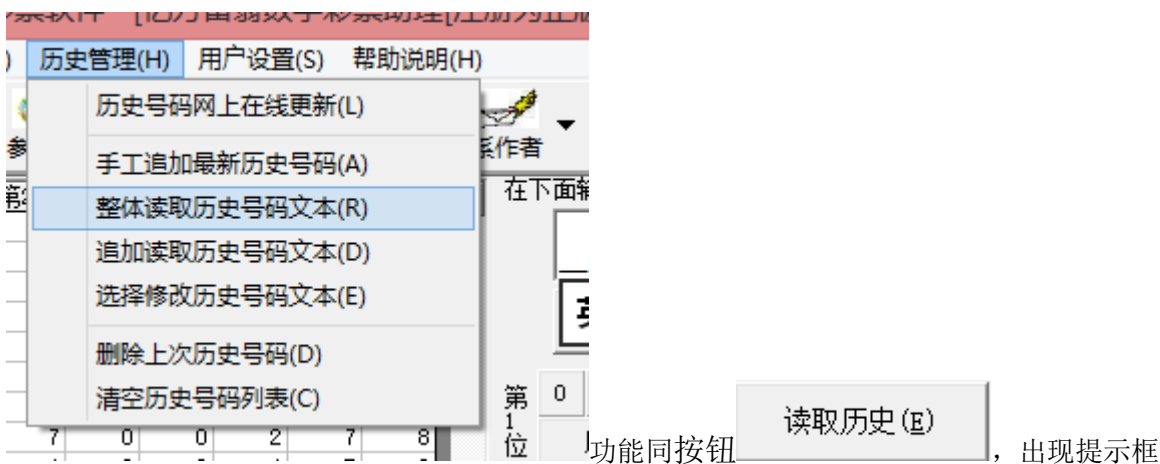 历史管理(H) 用户设置(S) 帮助说明(H)
历史号码网上在线更新(L)
系作者
手工追加最新历史号码(A)
在下面
整体读取历史号码文本(R)
追加读取历史号码文本(D)
选择修改历史号码文本(E)
删除上次历史号码(D)
清空历史号码列表(C)
第1位 0
7 0 0 2 7 8
功能同按钮 读取历史(E) ，出现提示框